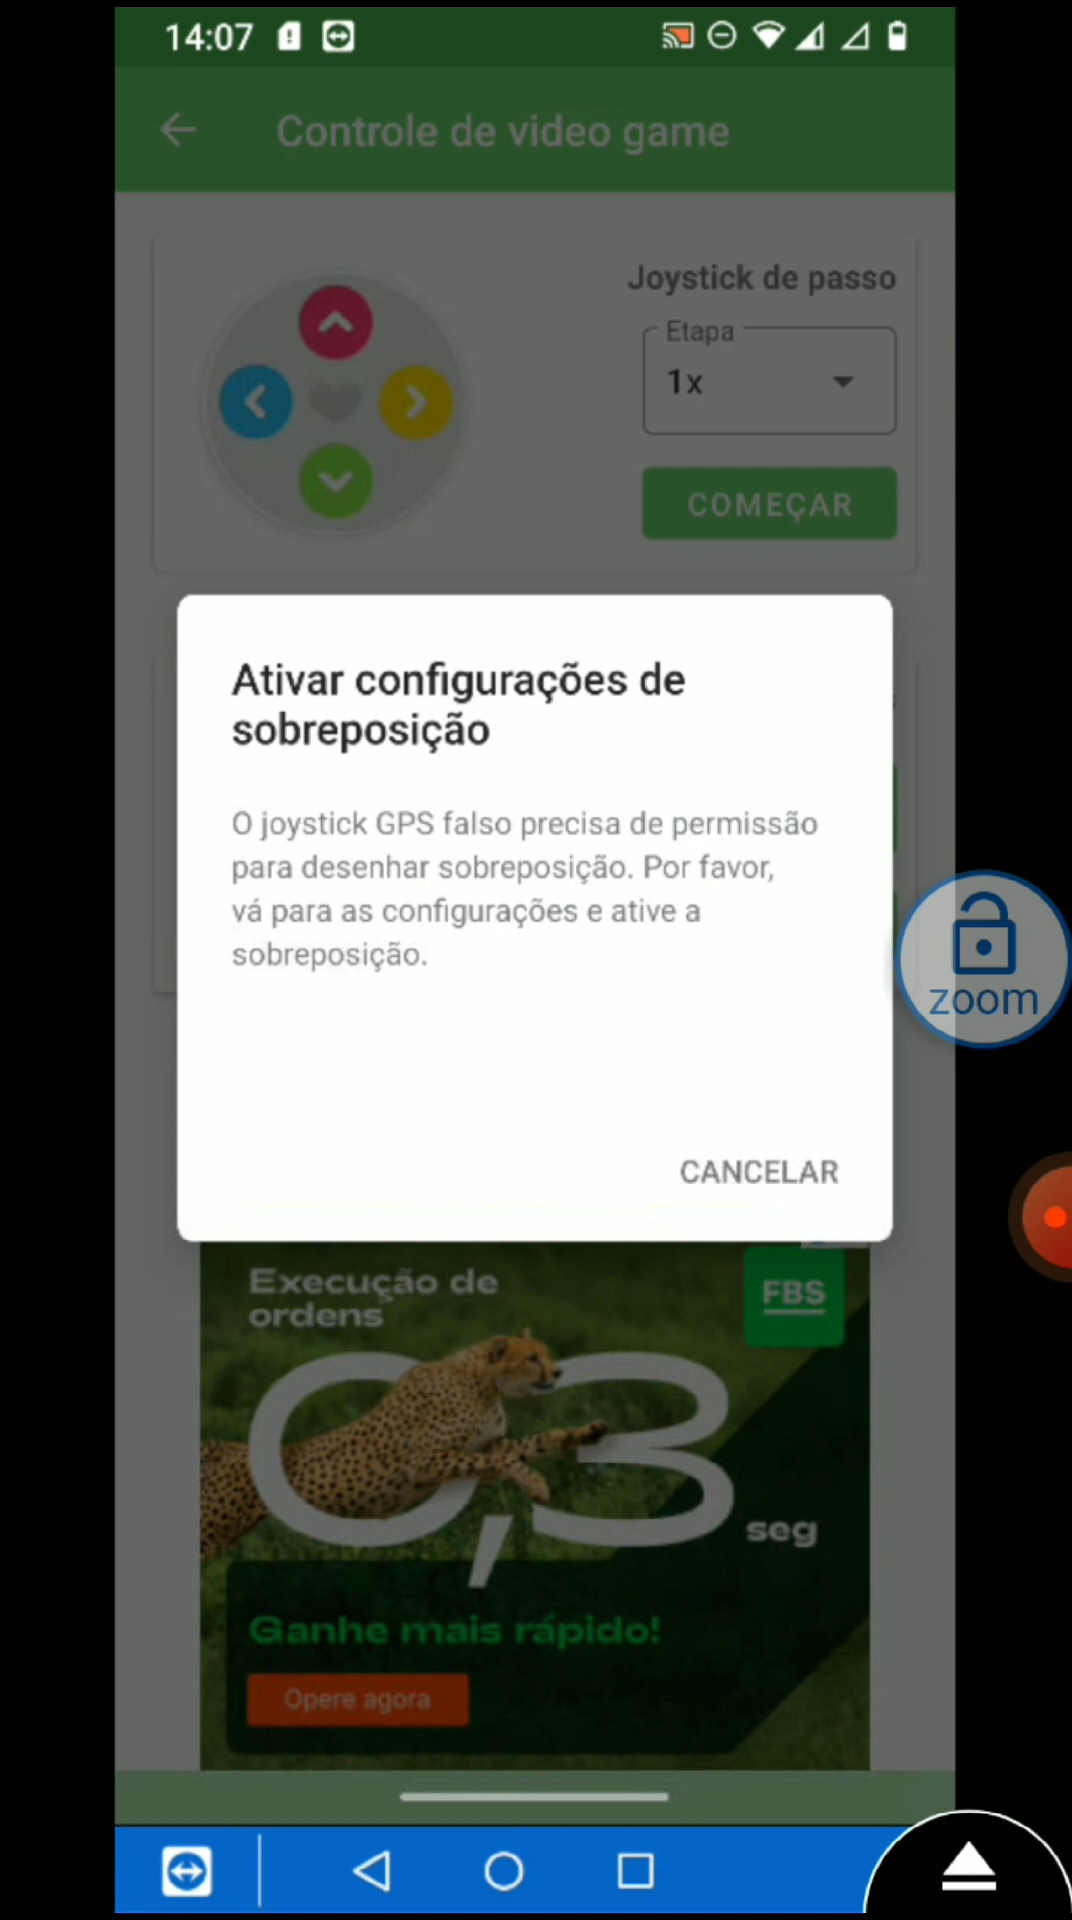 14:07
Controle de video game
Joystick de passo
Etapa
1x
COMEÇAR
Ativar configurações de
sobreposição
O joystick GPS falso precisa de permissão
para desenhar sobreposição. Por favor,
vá para as configurações e ative a
sobreposição.
zoom
CANCELAR
Execução de
ordens
FBS
0,3
seg
Ganhe mais rápido!
Opere agora